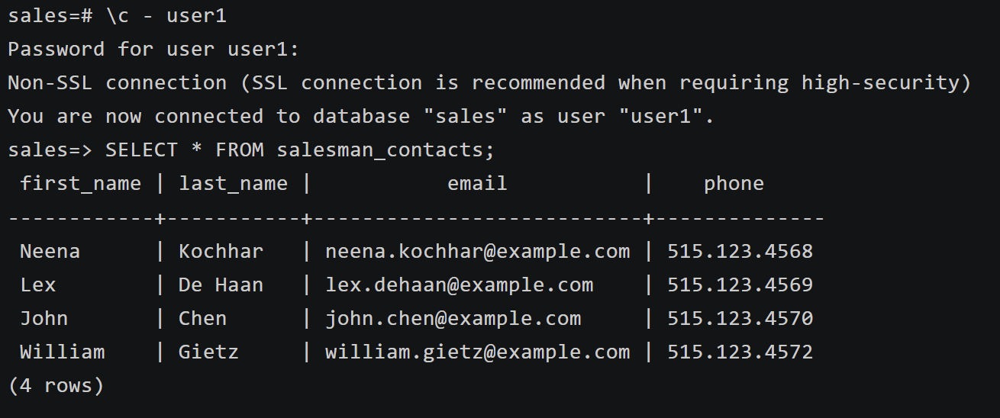 sales=# \c - user1
Password for user user1:
Non-SSL connection (SSL connection is recommended when requiring high-security)
You are now connected to database "sales" as user "user1".
sales=> SELECT * FROM salesman_contacts;
 first_name | last_name |           email           |    phone
------------+-----------+---------------------------+--------------
 Neena      | Kochhar   | neena.kochhar@example.com | 515.123.4568
 Lex        | De Haan   | lex.dehaan@example.com    | 515.123.4569
 John       | Chen      | john.chen@example.com     | 515.123.4570
 William    | Gietz     | william.gietz@example.com | 515.123.4572
(4 rows)